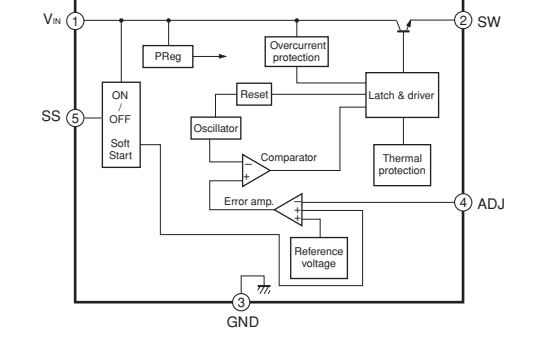 VIN 1
2 SW
PReg
Overcurrent
protection
ON
/
OFF
Soft
Start
SS 5
Reset
Latch & driver
Oscillator
Comparator
−
+
Thermal
protection
Error amp.
−
+
+
4 ADJ
Reference
voltage
3
GND